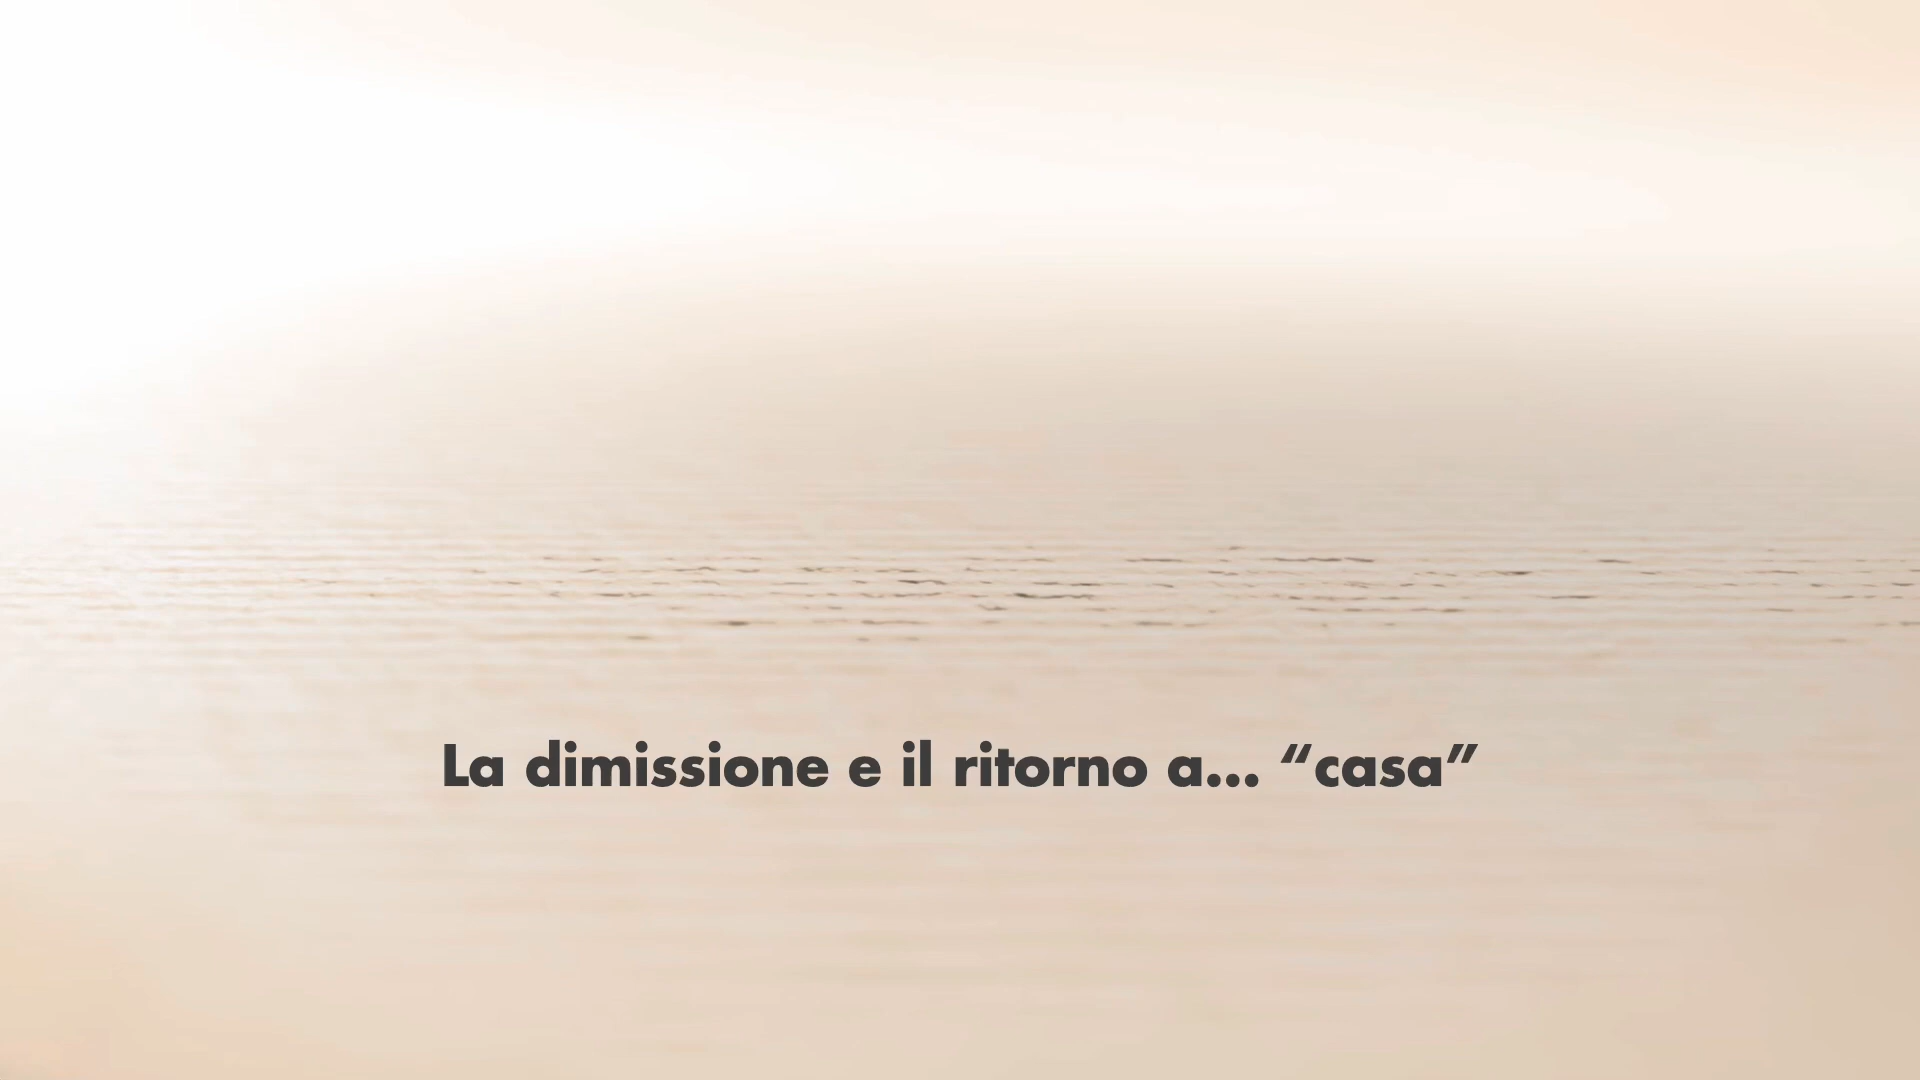 La dimissione e il ritorno a... “casa”